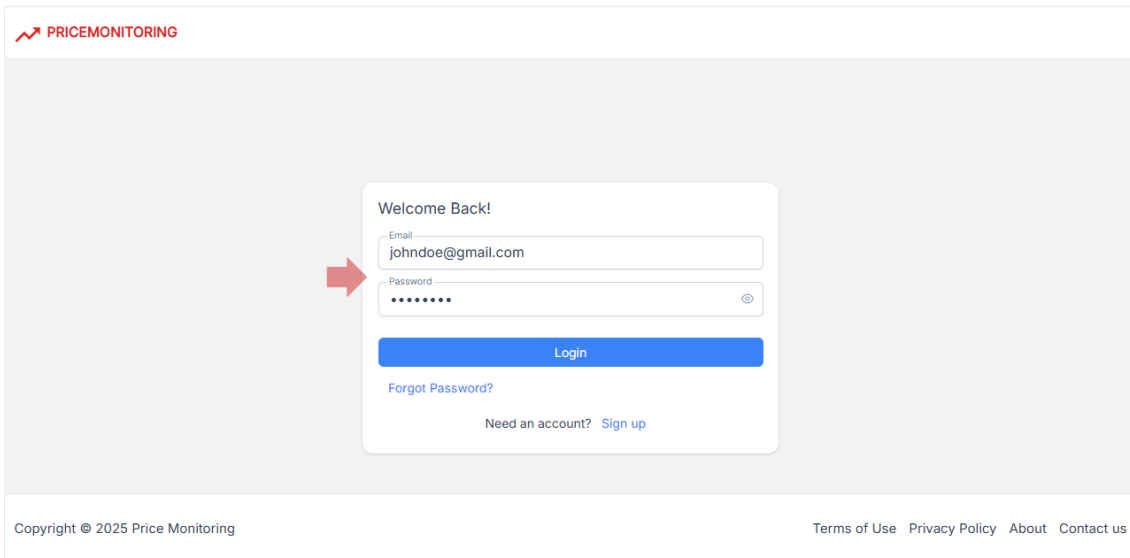 PRICEMONITORING
Welcome Back!
Email
johndoe@gmail.com
Password
••••••••
Login
Forgot Password?
Need an account? Sign up
Copyright © 2025 Price Monitoring Terms of Use Privacy Policy About Contact us